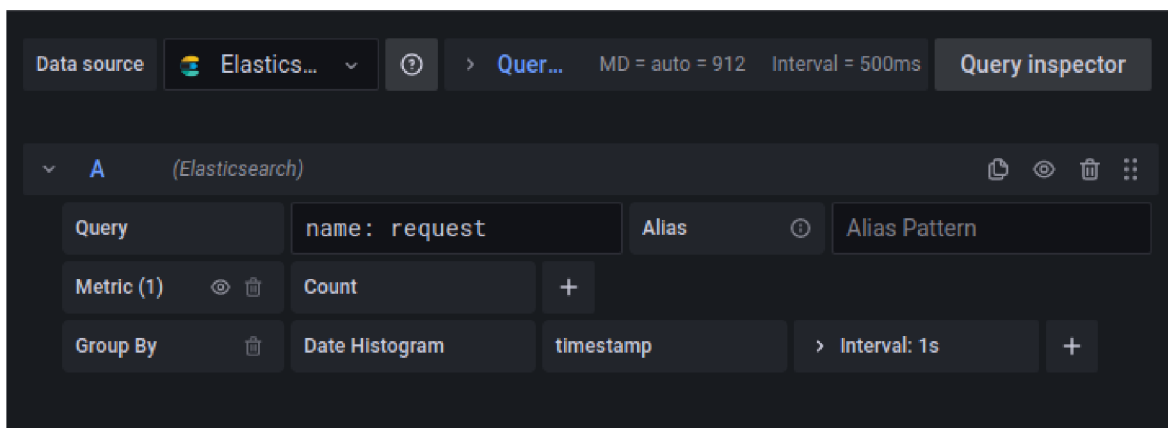 Data source Elastics... Quer... MD = auto = 912 Interval = 500ms Query inspector
A (Elasticsearch)
Query name: request Alias Alias Pattern
Metric (1) Count +
Group By Date Histogram timestamp > Interval: 1s +